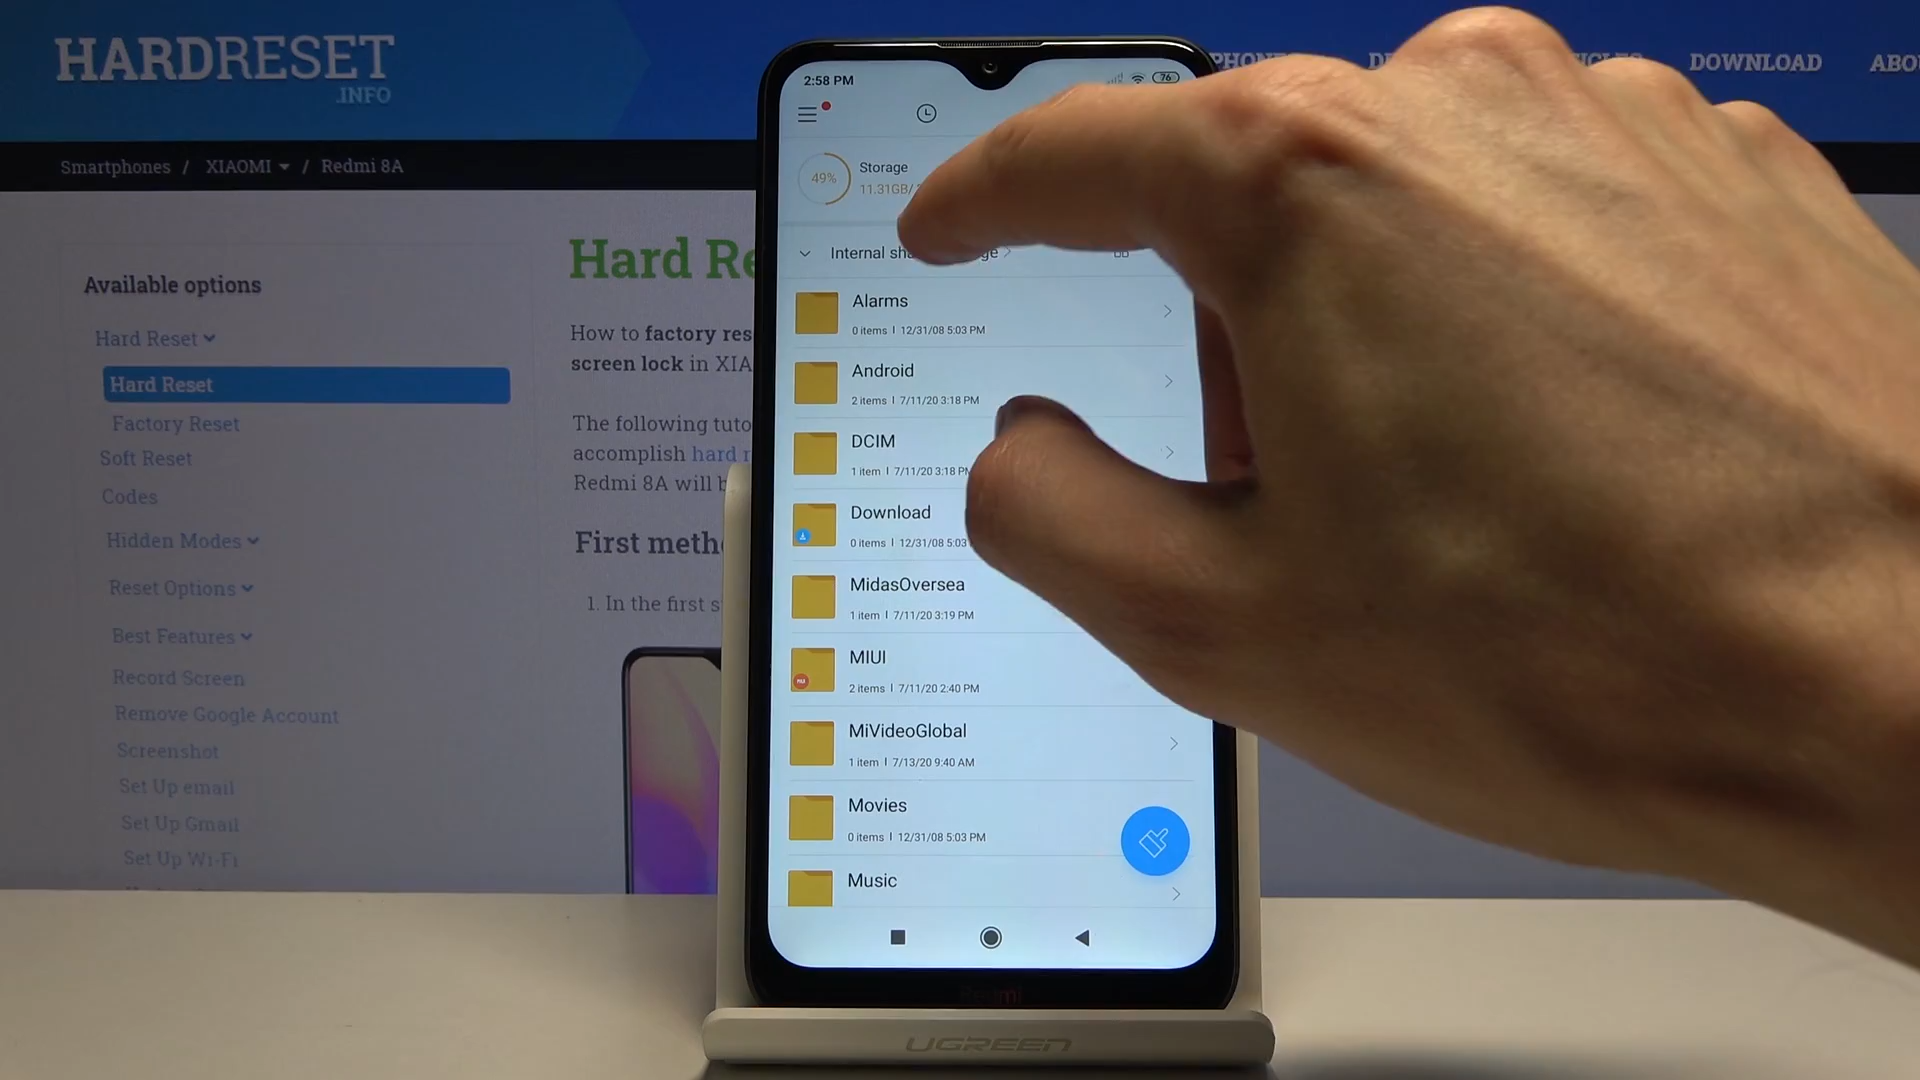 HARDRESET
.INFO
DOWNLOAD
Smartphones / XIAOMI / Redmi 8A
Available options
Hard Reset
Hard Reset
Factory Reset
Soft Reset
Codes
Hidden Modes
Reset Options
Best Features
Record Screen
Remove Google Account
Screenshot
Set Up email
Set Up Gmail
Set Up Wi-Fi
Hard
How to factory
screen lock in
The following
accomplish hard
Redmi 8A will
First
1. In the first
2:58 PM
76
49%
Storage
11.31GB/
Internal
Alarms
0 items | 12/31/08 5:03 PM
Android
2 items | 7/11/20 3:18 PM
DCIM
1 item | 7/11/20 3:18 PM
Download
0 items | 12/31/08 5:03
MidasOversea
1 item | 7/11/20 3:19 PM
MIUI
2 items | 7/11/20 2:40 PM
MiVideoGlobal
1 item | 7/13/20 9:40 AM
Movies
0 items | 12/31/08 5:03 PM
Music
Redmi
UGREEN